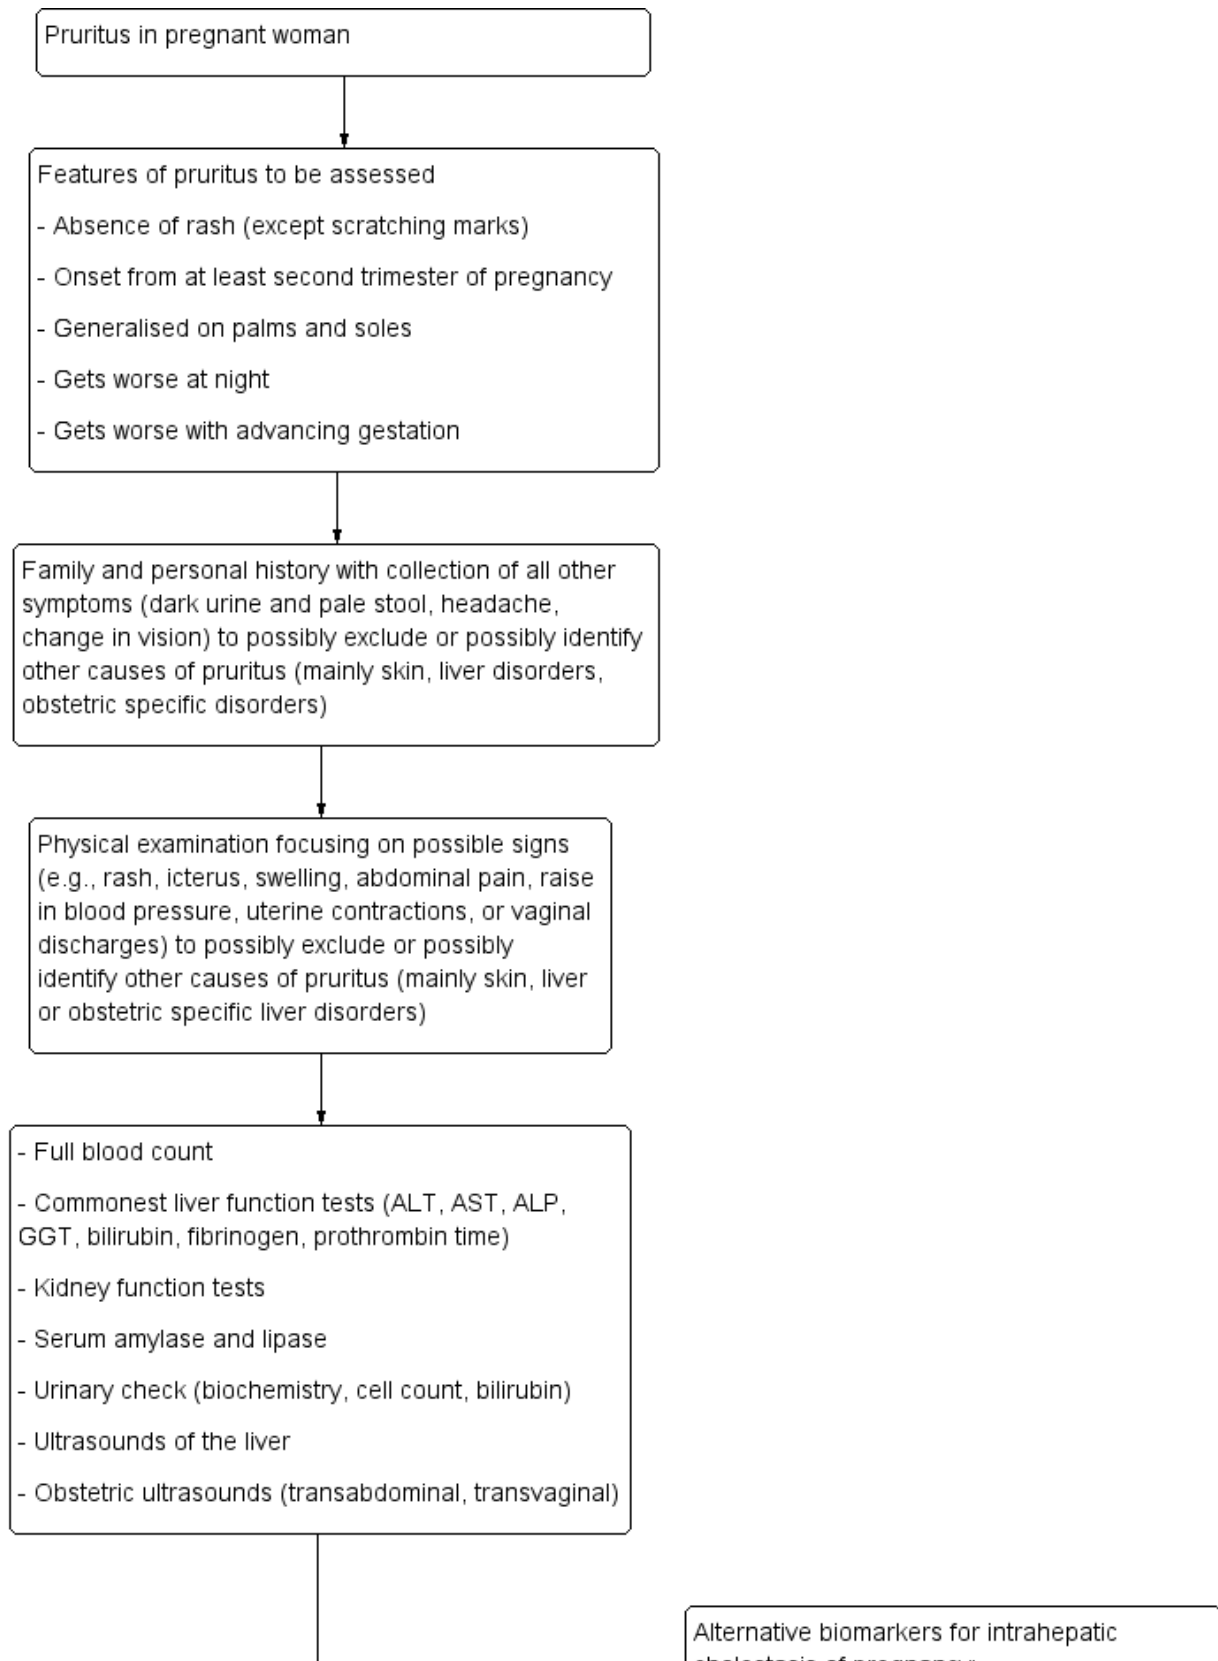 Pruritus in pregnant woman
Features of pruritus to be assessed
- Absence of rash (except scratching marks)
- Onset from at least second trimester of pregnancy
- Generalised on palms and soles
- Gets worse at night
- Gets worse with advancing gestation
Family and personal history with collection of all other
symptoms (dark urine and pale stool, headache,
change in vision) to possibly exclude or possibly identify
other causes of pruritus (mainly skin, liver disorders,
obstetric specific disorders)
Physical examination focusing on possible signs
(e.g., rash, icterus, swelling, abdominal pain, raise
in blood pressure, uterine contractions, or vaginal
discharges) to possibly exclude or possibly
identify other causes of pruritus (mainly skin, liver
or obstetric specific liver disorders)
- Full blood count
- Commonest liver function tests (ALT, AST, ALP,
GGT, bilirubin, fibrinogen, prothrombin time)
- Kidney function tests
- Serum amylase and lipase
- Urinary check (biochemistry, cell count, bilirubin)
- Ultrasounds of the liver
- Obstetric ultrasounds (transabdominal, transvaginal)
Alternative biomarkers for intrahepatic